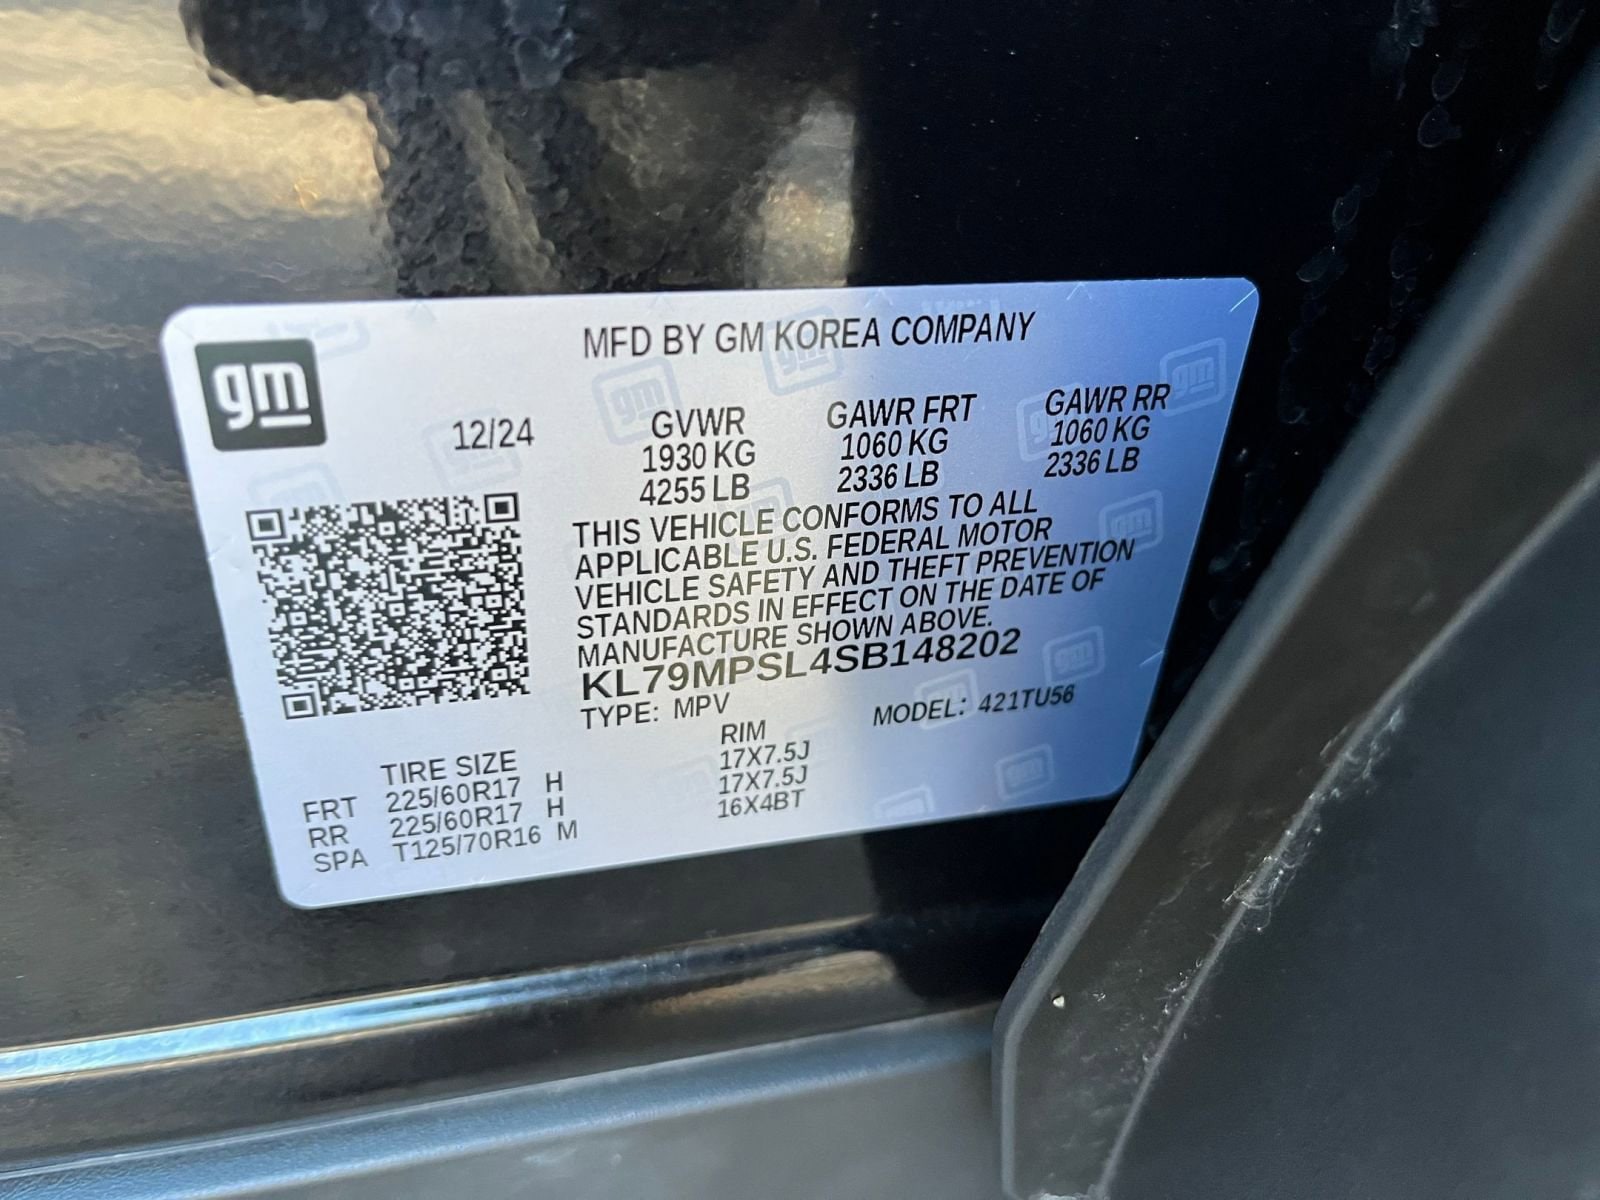 gm
MFD BY GM KOREA COMPANY
12/24
GVWR GAWR FRT GAWR RR
1930 KG 1060 KG 1060 KG
4255 LB 2336 LB 2336 LB
THIS VEHICLE CONFORMS TO ALL
APPLICABLE U.S. FEDERAL MOTOR
VEHICLE SAFETY AND THEFT PREVENTION
STANDARDS IN EFFECT ON THE DATE OF
MANUFACTURE SHOWN ABOVE.
KL79MPSL4SB148202
TYPE: MPV MODEL: 421TU56
TIRE SIZE RIM
FRT 225/60R17 H 17X7.5J
RR 225/60R17 H 17X7.5J
SPA T125/70R16 M 16X4BT